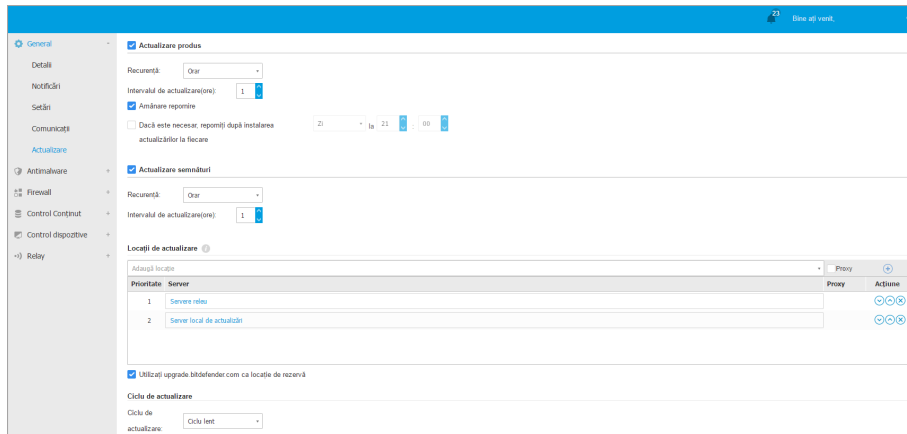 23
Bine ați venit,
General -
Detalii
Notificări
Setări
Comunicații
Actualizare
Antimalware +
Firewall +
Control Conținut +
Control dispozitive +
Relay +
Actualizare produs
Recurență: Orar
Intervalul de actualizare(ore): 1
Amânare repornire
Dacă este necesar, reporniți după instalarea Zi la 21 : 00
actualizărilor la fiecare
Actualizare semnături
Recurență: Orar
Intervalul de actualizare(ore): 1
Locații de actualizare i
Adaugă locație Proxy
Prioritate Server Proxy Acțiune
1 Servere releu
2 Server local de actualizări
Utilizați upgrade.bitdefender.com ca locație de rezervă
Ciclu de actualizare
Ciclu de
actualizare: Ciclu lent